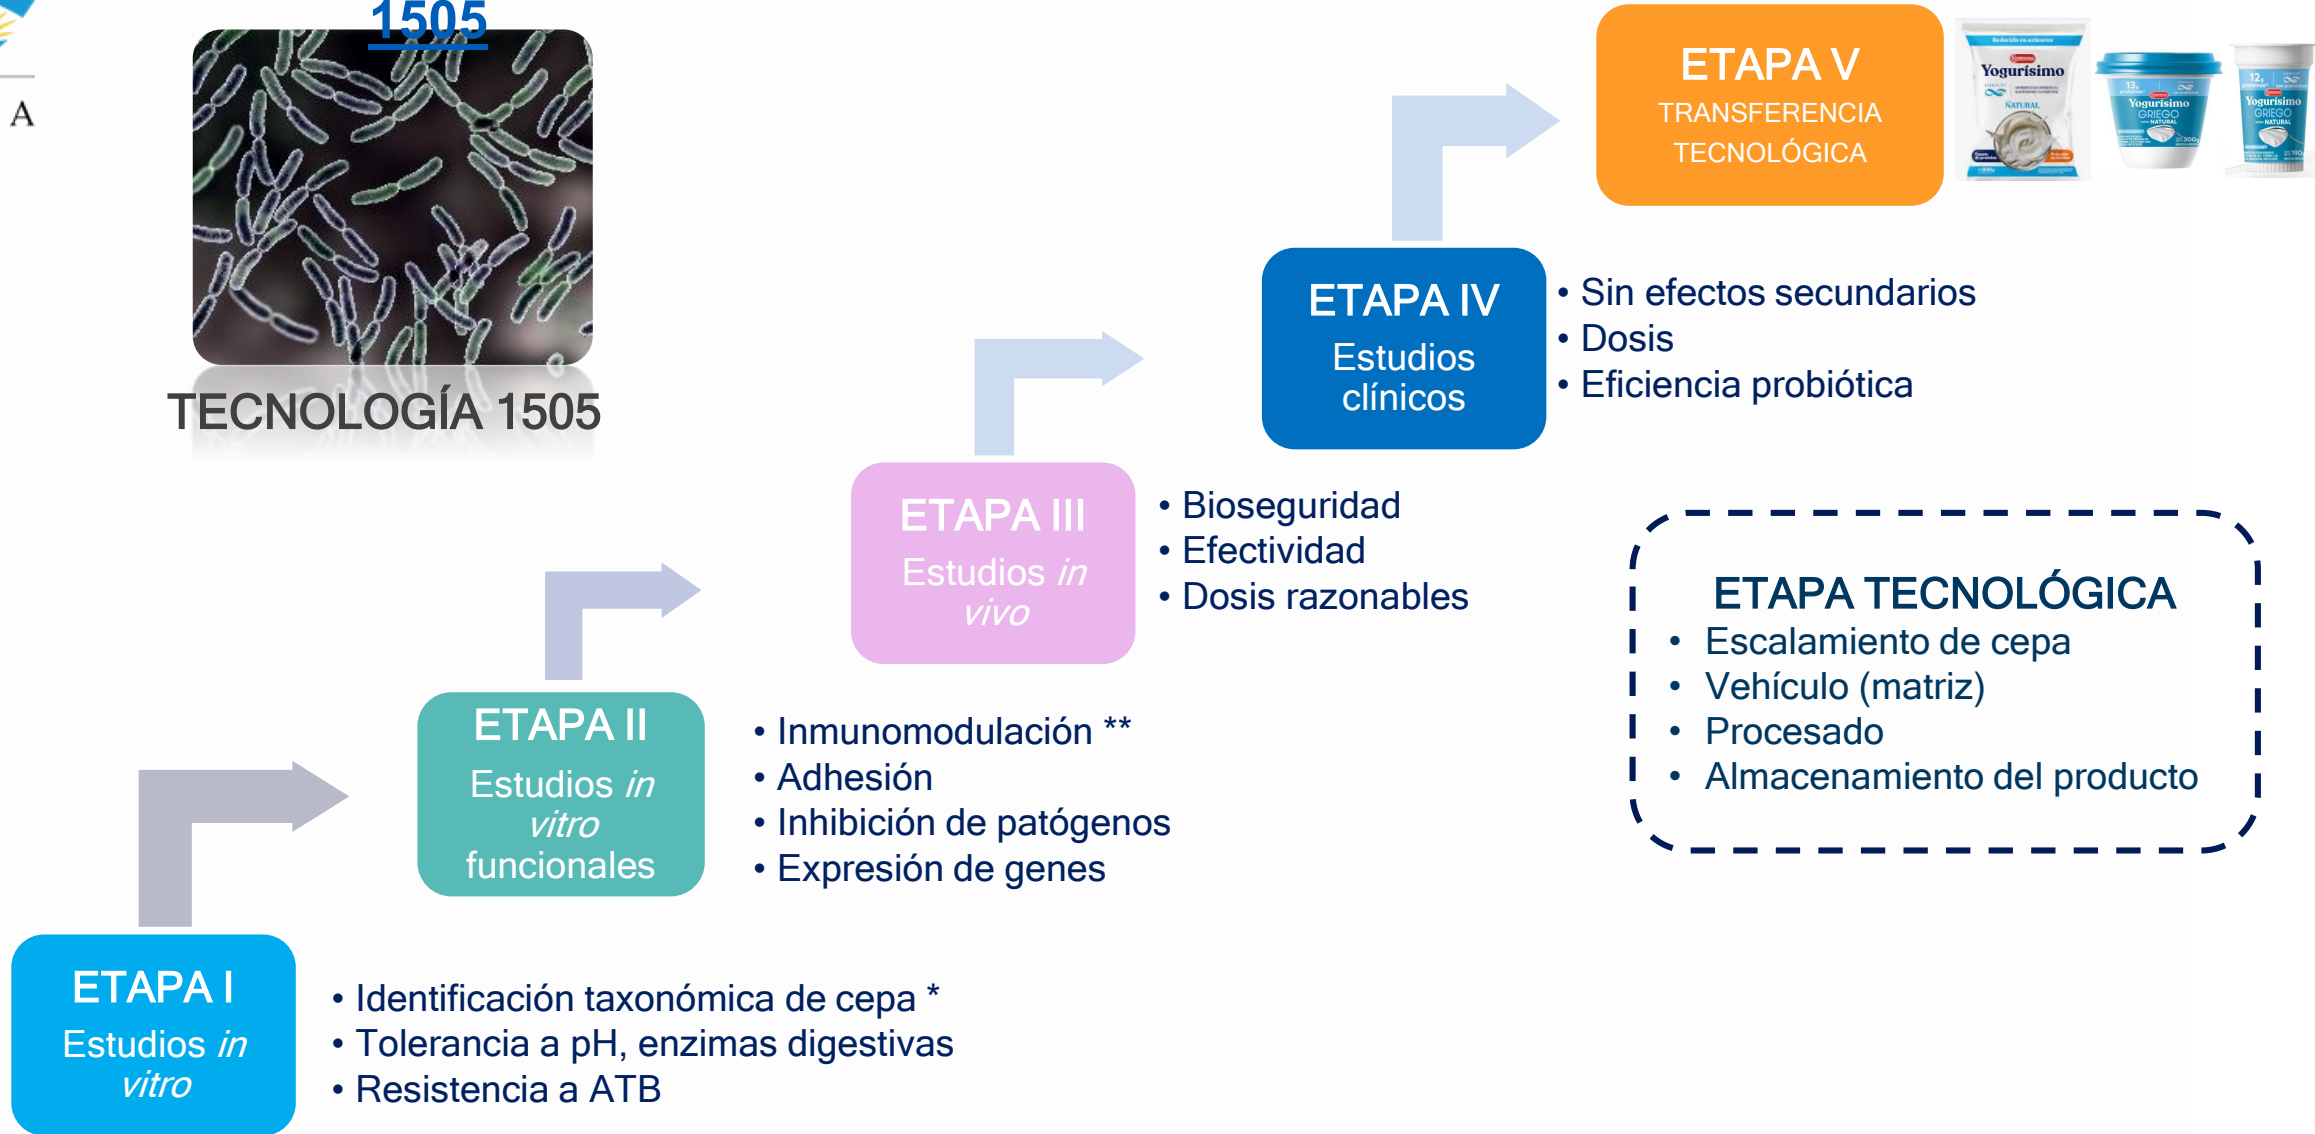 1505
A
TECNOLOGÍA 1505
ETAPA V
TRANSFERENCIA
TECNOLÓGICA
Yogurísimo
NATURAL
Yogurísimo
GRIEGO
NATURAL
Yogurísimo
GRIEGO
NATURAL
ETAPA IV
Estudios
clínicos
• Sin efectos secundarios
• Dosis
• Eficiencia probiótica
ETAPA III
Estudios in
vivo
• Bioseguridad
• Efectividad
• Dosis razonables
ETAPA TECNOLÓGICA
• Escalamiento de cepa
• Vehículo (matriz)
• Procesado
• Almacenamiento del producto
ETAPA II
Estudios in
vitro
funcionales
• Inmunomodulación **
• Adhesión
• Inhibición de patógenos
• Expresión de genes
ETAPA I
Estudios in
vitro
• Identificación taxonómica de cepa *
• Tolerancia a pH, enzimas digestivas
• Resistencia a ATB